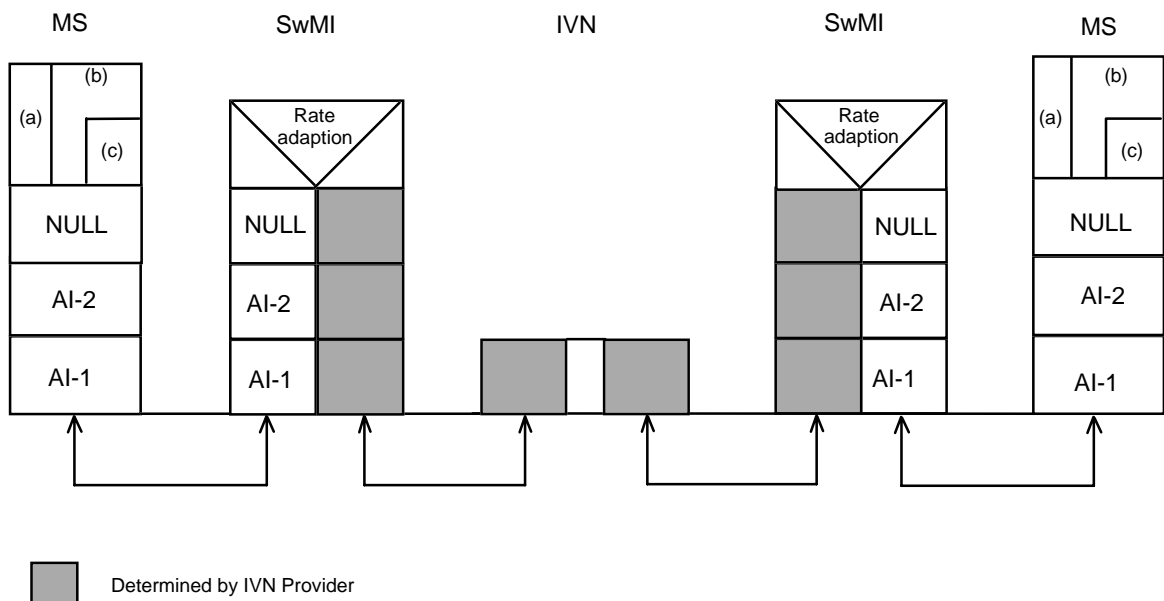 MS
SwMI
IVN
SwMI
MS
(a)
(b)
(c)
NULL
AI-2
AI-1
Rate
adaption
NULL
AI-2
AI-1
Rate
adaption
NULL
AI-2
AI-1
(a)
(b)
(c)
NULL
AI-2
AI-1
Determined by IVN Provider